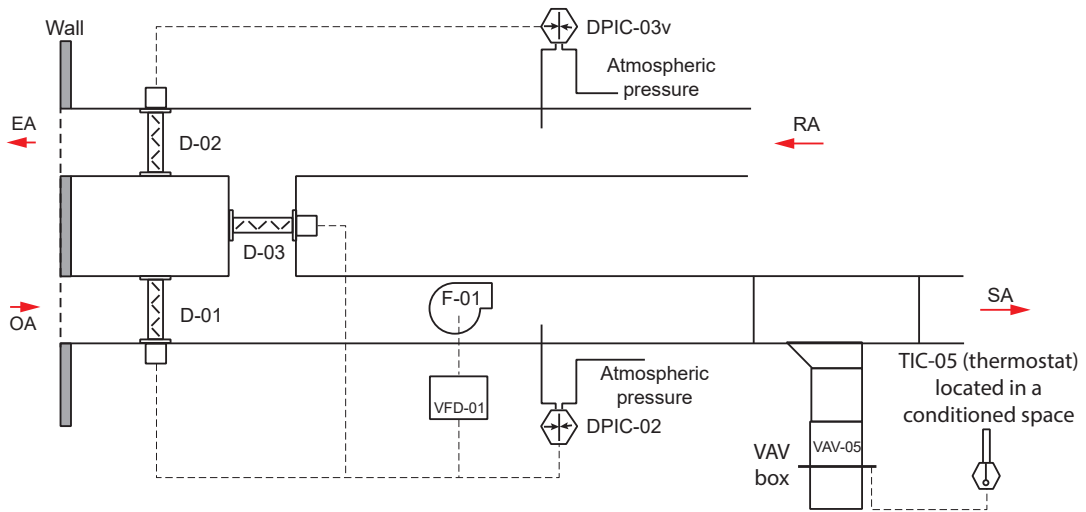 Wall
DPIC-03v
Atmospheric
pressure
EA
RA
D-02
D-03
OA
D-01
F-01
SA
VFD-01
Atmospheric
pressure
DPIC-02
TIC-05 (thermostat)
located in a
conditioned space
VAV
box
VAV-05